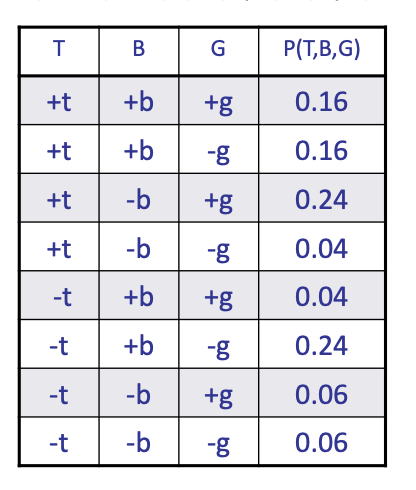 T B G P(T,B,G)
+t +b +g 0.16
+t +b -g 0.16
+t -b +g 0.24
+t -b -g 0.04
-t +b +g 0.04
-t +b -g 0.24
-t -b +g 0.06
-t -b -g 0.06